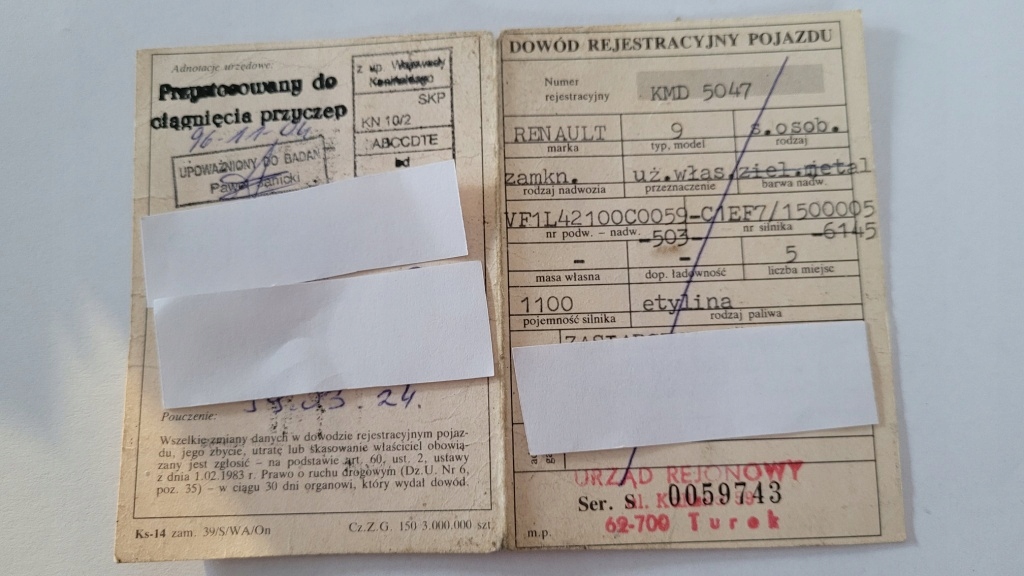 Adnotacje urzędowe:
Przystosowany do
ciągnięcia przyczep
96-11-04
UPOWAŻNIONY DO BADAŃ
Paweł
z up. Wojewody
Konińskiego
SKP
KN 10/2
ABCCDTE
24.
Pouczenie:
Wszelkie zmiany danych w dowodzie rejestracyjnym pojaz-
du, jego zbycie, utratę lub skasowanie właściciel obowią-
zany jest zgłosić – na podstawie art. 60, ust. 2, ustawy
z dnia 1.02.1983 r. Prawo o ruchu drogowym (Dz.U. Nr 6,
poz. 35) – w ciągu 30 dni organowi, który wydał dowód.
Ks-14 zam. 39/S/WA/On
Cz.Z.G. 150 3.000.000 szt.
DOWÓD REJESTRACYJNY POJAZDU
Numer
rejestracyjny
KMD 5047
RENAULT 9 s.osob.
marka typ, model rodzaj
zamkn. uż.włas. ziel.metal
rodzaj nadwozia przeznaczenie barwa nadw.
VF1L42100C0059-C1EF7/1500005
nr podw. – nadw. -503- nr silnika -6145
- - 5
masa własna dop. ładowność liczba miejsc
1100 etylina
pojemność silnika rodzaj paliwa
URZĄD REJONOWY
Ser. S 0059743
62-700 Turek
m.p.